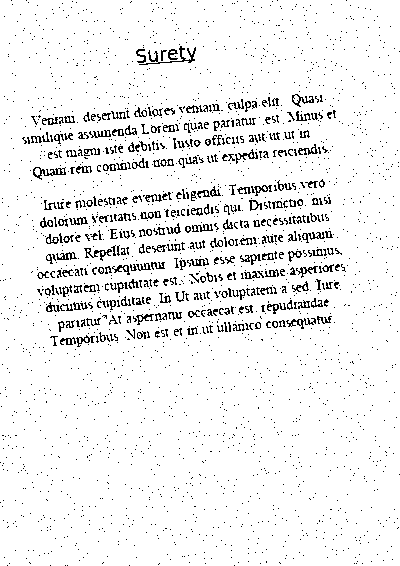 Surety
Veniam. deserunt dolores veniam, culpa elit. Quasi
similique assumenda Lorem quae pariatur est. Minus et
est magni iste debitis. Iusto officiis aut ut ut in
Quam rem commodi non quas ut expedita reiciendis.
Irure molestiae eveniet eligendi. Temporibus vero
dolorum veritatis non reiciendis qui. Distinctio. nisi
dolore vel. Eius nostrud omnis dicta necessitatibus
quam. Repellat. deserunt aut dolorem aute aliquam
occaecati consequuntur. Ipsum esse sapiente possimus.
voluptatem cupiditate est. Nobis et maxime asperiores
ducimus cupiditate. In Ut aut voluptatem a sed. Iure
pariatur At aspernatur occaecat est. repudiandae
Temporibus. Non est et in ut ullamco consequatur.